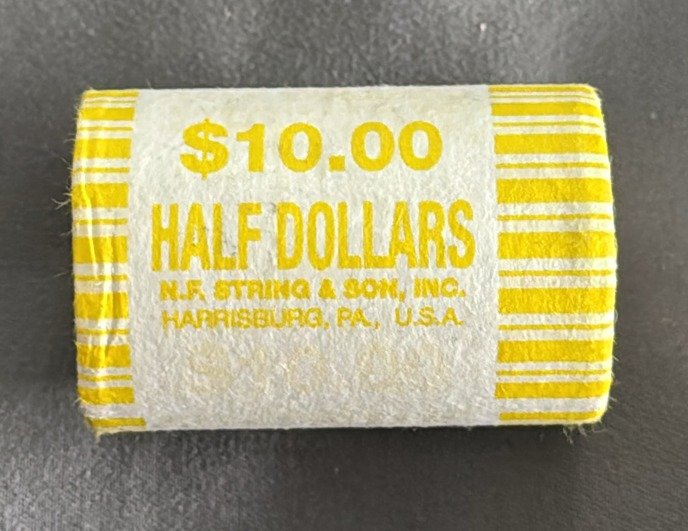 $10.00
HALF DOLLARS
N.F. STRING & SON, INC.
HARRISBURG, PA., U.S.A.